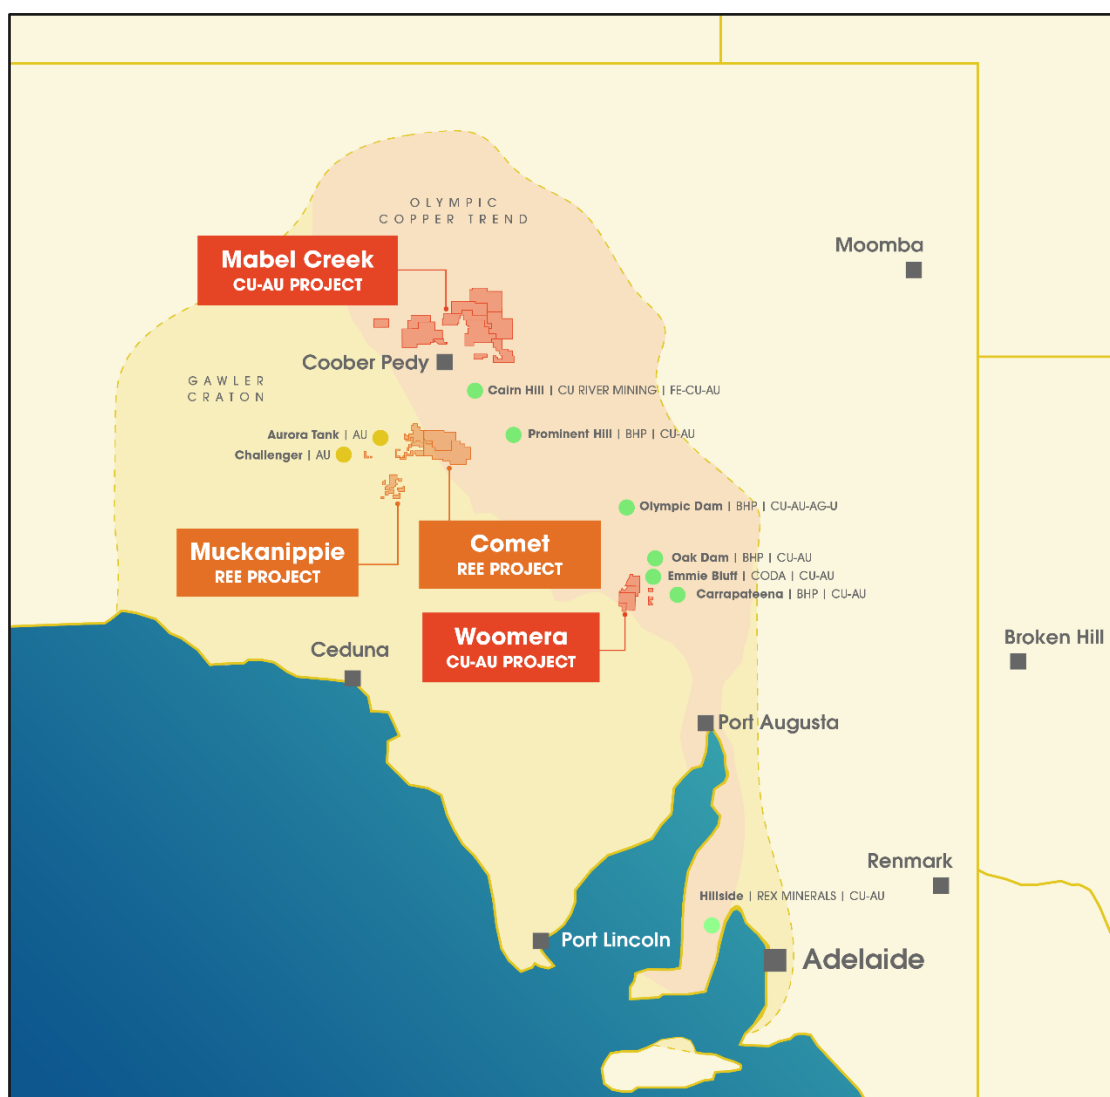 OLYMPIC
COPPER TREND
Moomba
Mabel Creek
CU-AU PROJECT
Coober Pedy
GAWLER
CRATON
Cairn Hill | CU RIVER MINING | FE-CU-AU
Aurora Tank | AU
Prominent Hill | BHP | CU-AU
Challenger | AU
Olympic Dam | BHP | CU-AU-AG-U
Muckanippie
REE PROJECT
Comet
REE PROJECT
Oak Dam | BHP | CU-AU
Emmie Bluff | CODA | CU-AU
Carrapateena | BHP | CU-AU
Woomera
CU-AU PROJECT
Broken Hill
Ceduna
Port Augusta
Renmark
Hillside | REX MINERALS | CU-AU
Port Lincoln
Adelaide